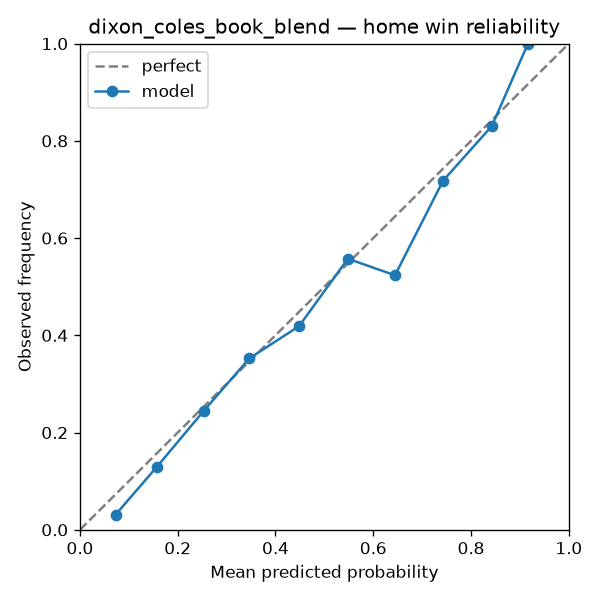 dixon_coles_book_blend — home win reliability
perfect
model
Observed frequency
1.0
0.8
0.6
0.4
0.2
0.0
0.0 0.2 0.4 0.6 0.8 1.0
Mean predicted probability